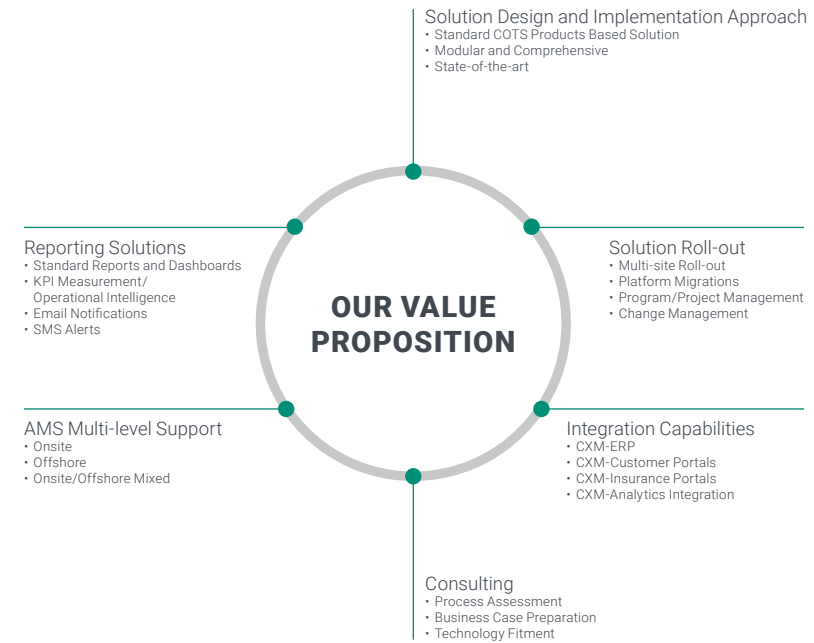 Solution Design and Implementation Approach
• Standard COTS Products Based Solution
• Modular and Comprehensive
• State-of-the-art
Reporting Solutions
• Standard Reports and Dashboards
• KPI Measurement/
Operational Intelligence
• Email Notifications
• SMS Alerts
Solution Roll-out
• Multi-site Roll-out
• Platform Migrations
• Program/Project Management
• Change Management
OUR VALUE
PROPOSITION
AMS Multi-level Support
• Onsite
• Offshore
• Onsite/Offshore Mixed
Integration Capabilities
• CXM-ERP
• CXM-Customer Portals
• CXM-Insurance Portals
• CXM-Analytics Integration
Consulting
• Process Assessment
• Business Case Preparation
• Technology Fitment